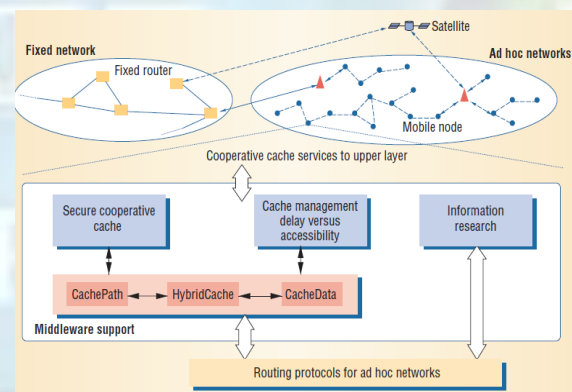 Satellite
Fixed network
Ad hoc networks
Fixed router
Mobile node
Cooperative cache services to upper layer
Secure cooperative
cache
Cache management
delay versus
accessibility
Information
research
CachePath
HybridCache
CacheData
Middleware support
Routing protocols for ad hoc networks